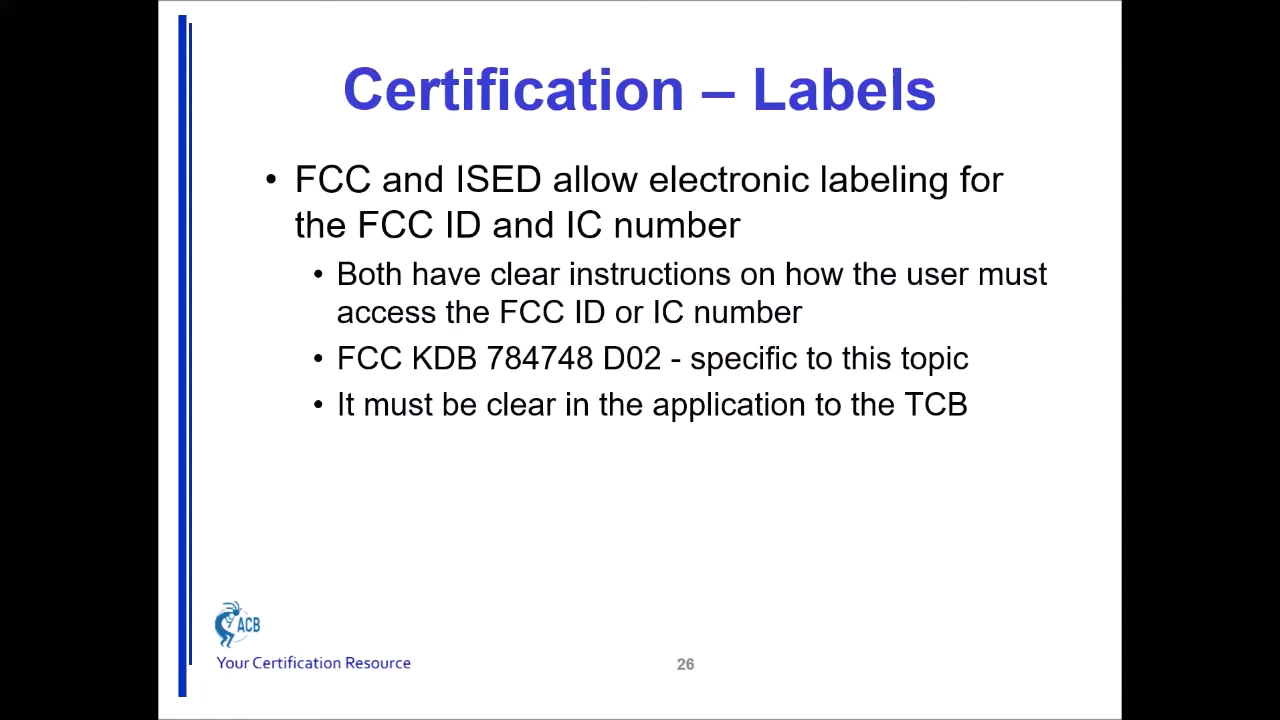 Certification – Labels
• FCC and ISED allow electronic labeling for
the FCC ID and IC number
• Both have clear instructions on how the user must
access the FCC ID or IC number
• FCC KDB 784748 D02 - specific to this topic
• It must be clear in the application to the TCB
ACB
Your Certification Resource
26